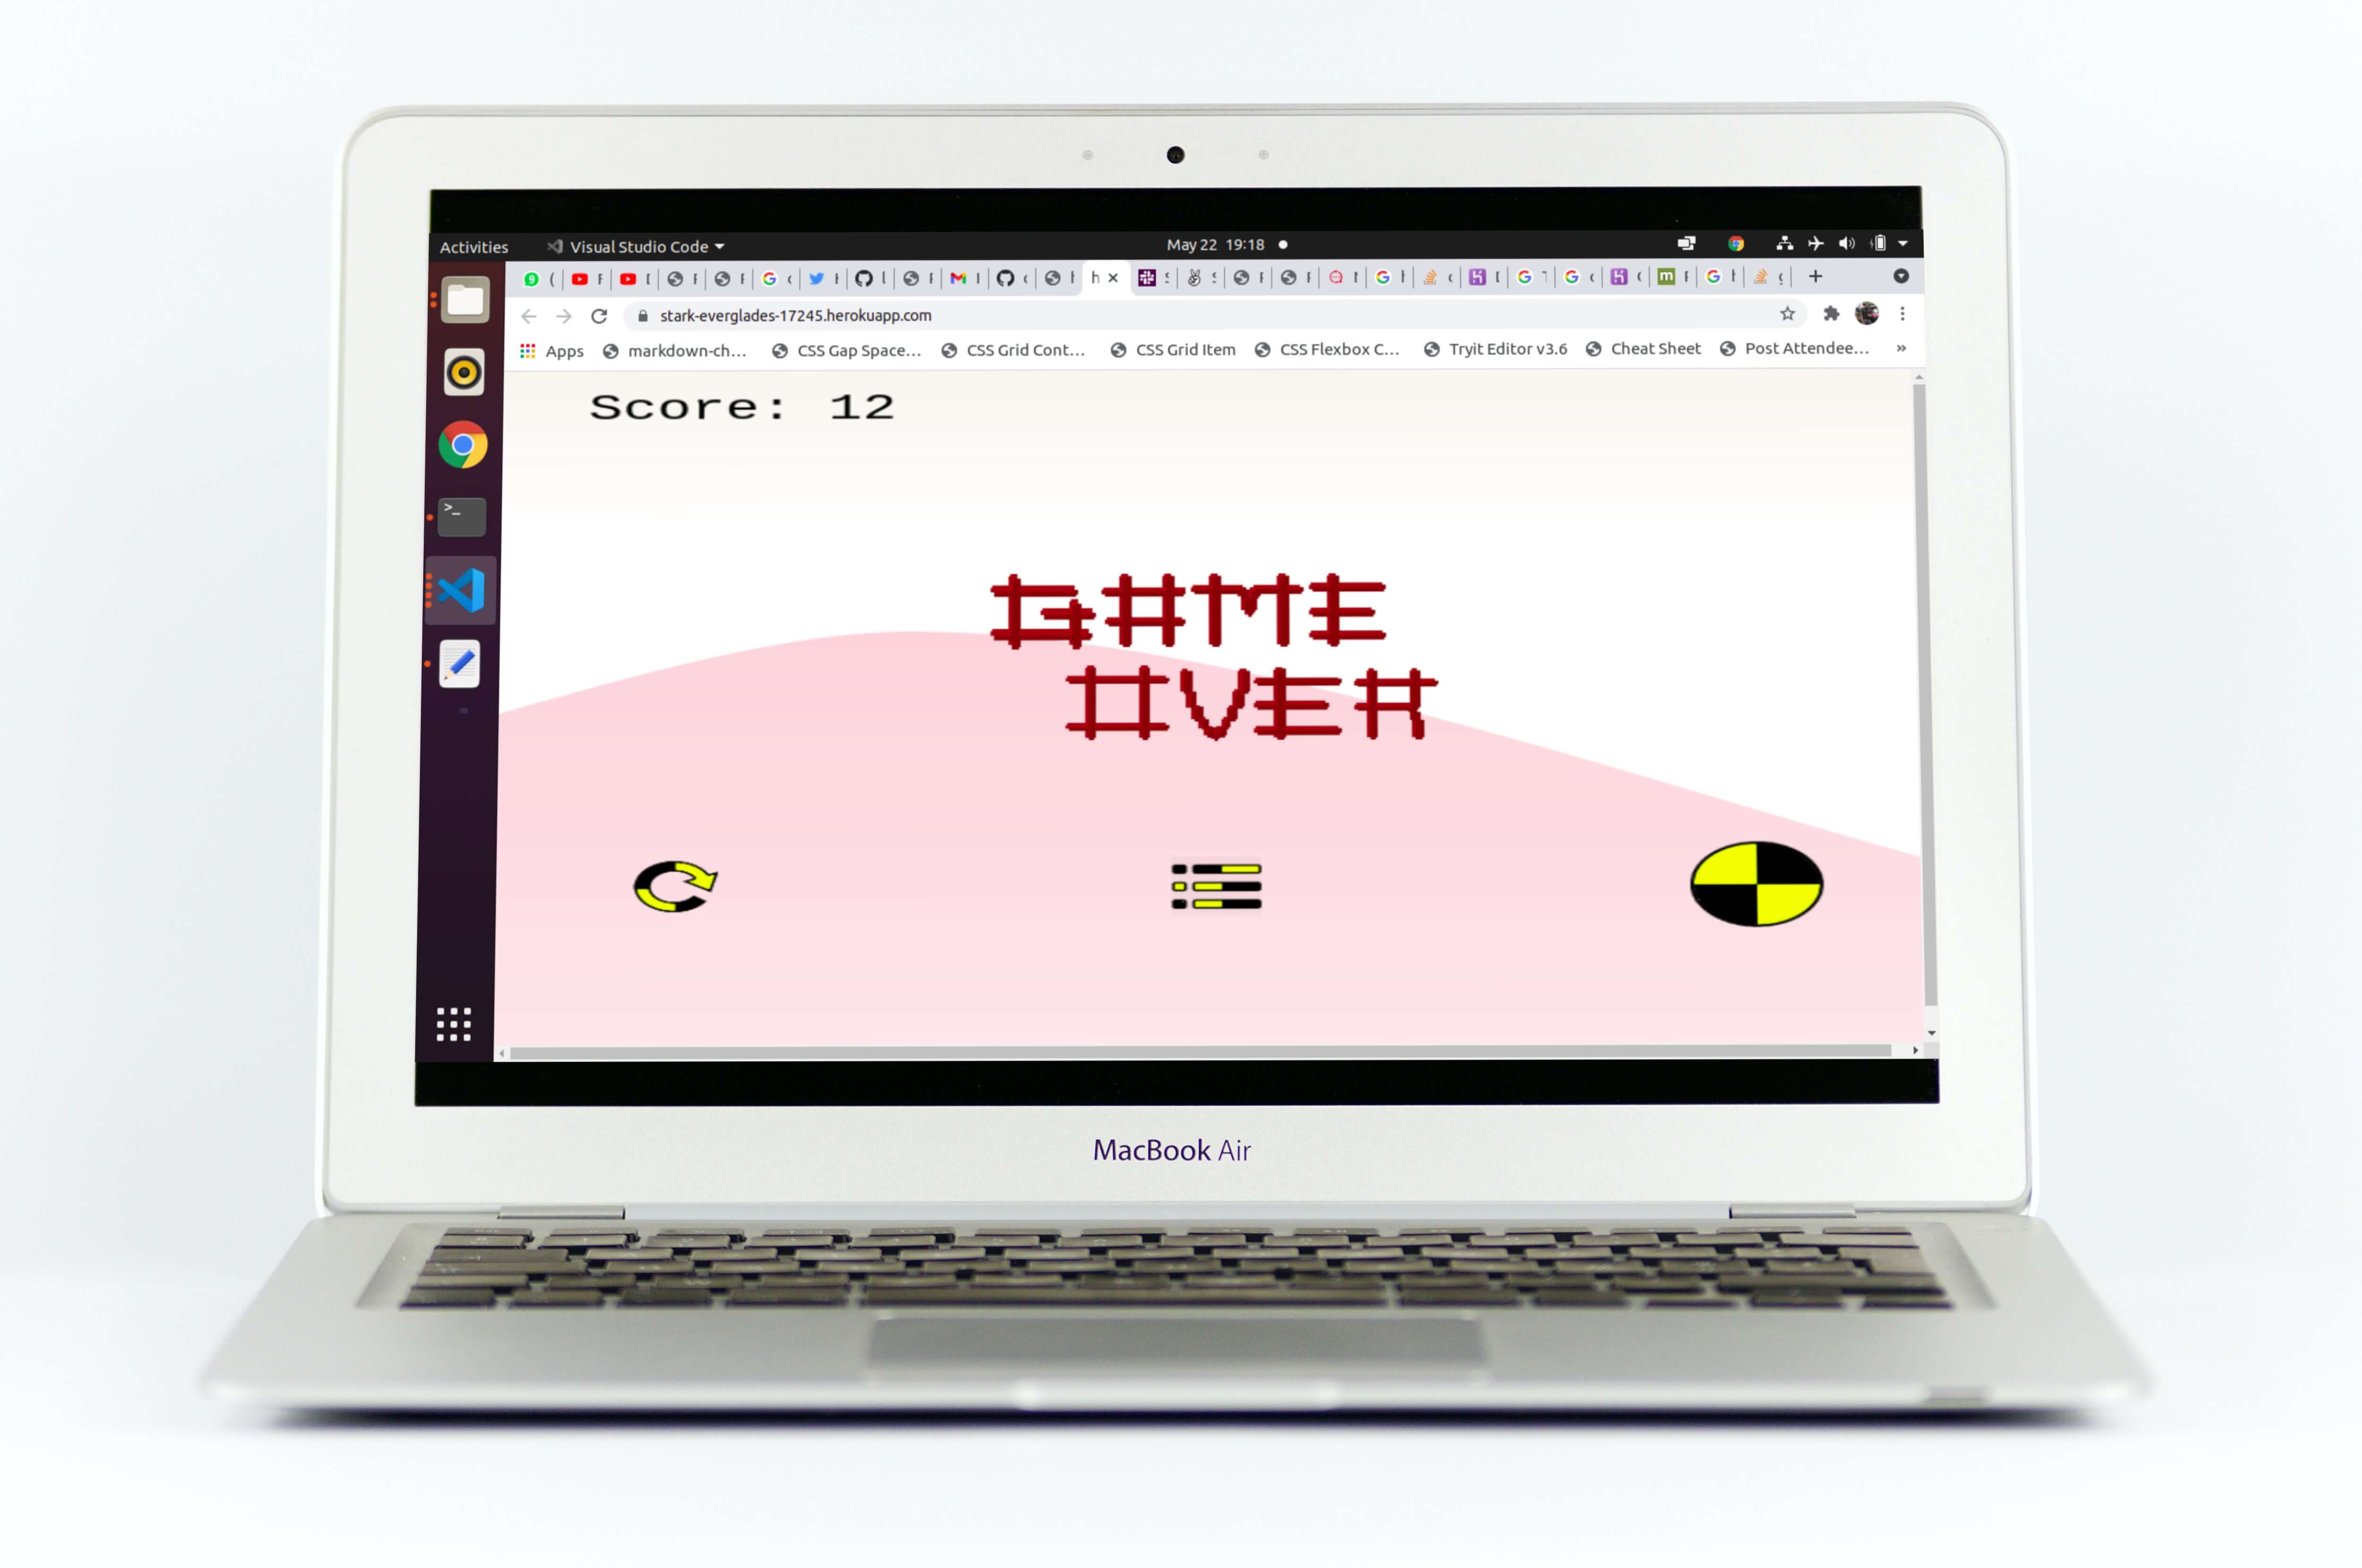 Activities Visual Studio Code May 22 19:18
stark-everglades-17245.herokuapp.com
Apps markdown-ch... CSS Gap Space... CSS Grid Cont... CSS Grid Item CSS Flexbox C... Tryit Editor v3.6 Cheat Sheet Post Attendee... »
Score: 12
GAME
OVER
MacBook Air